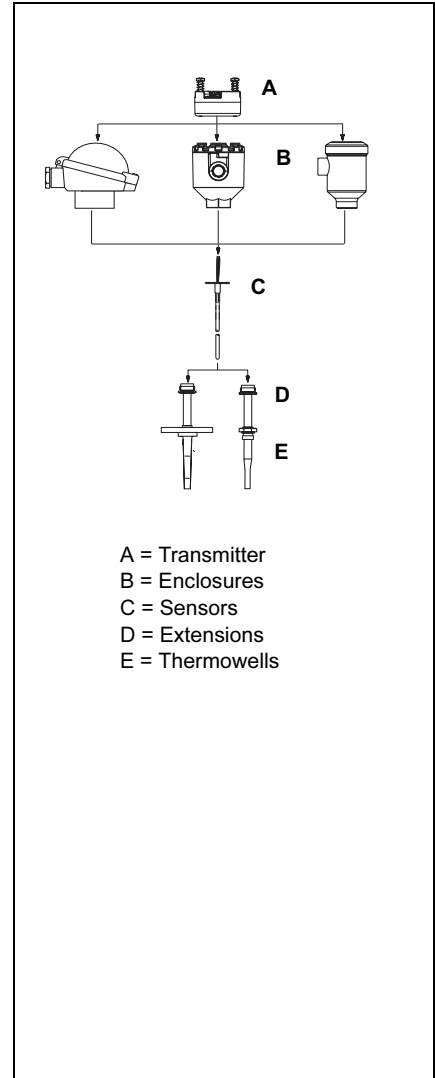 A
B
C
D
E
A = Transmitter
B = Enclosures
C = Sensors
D = Extensions
E = Thermowells